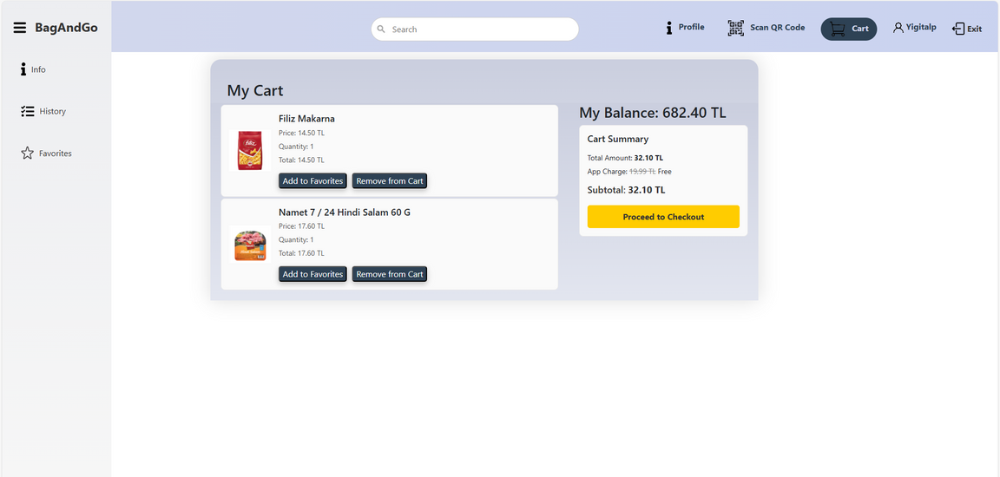 BagAndGo
Info
History
Favorites
Search
Profile
Scan QR Code
Cart
Yigitalp
Exit
My Cart
Filiz Makarna
Price: 14.50 TL
Quantity: 1
Total: 14.50 TL
Add to Favorites Remove from Cart
Namet 7 / 24 Hindi Salam 60 G
Price: 17.60 TL
Quantity: 1
Total: 17.60 TL
Add to Favorites Remove from Cart
My Balance: 682.40 TL
Cart Summary
Total Amount: 32.10 TL
App Charge: 19,99 TL Free
Subtotal: 32.10 TL
Proceed to Checkout
filiz